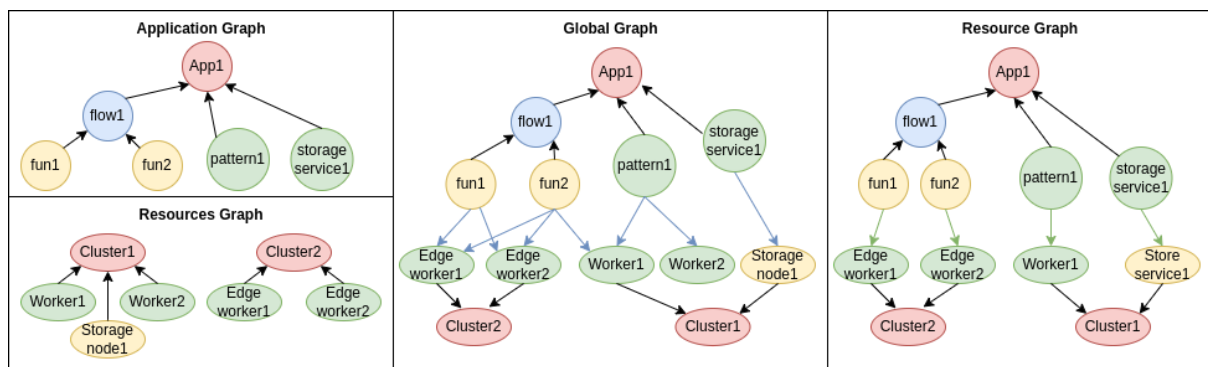 Application Graph
App1
flow1
fun1
fun2
pattern1
storage
service1
Resources Graph
Cluster1
Cluster2
Worker1
Worker2
Edge
worker1
Edge
worker2
Storage
node1
Global Graph
App1
flow1
storage
service1
pattern1
fun1
fun2
Edge
worker1
Edge
worker2
Worker1
Worker2
Storage
node1
Cluster2
Cluster1
Resource Graph
App1
flow1
fun1
fun2
pattern1
storage
service1
Edge
worker1
Edge
worker2
Worker1
Store
service1
Cluster2
Cluster1